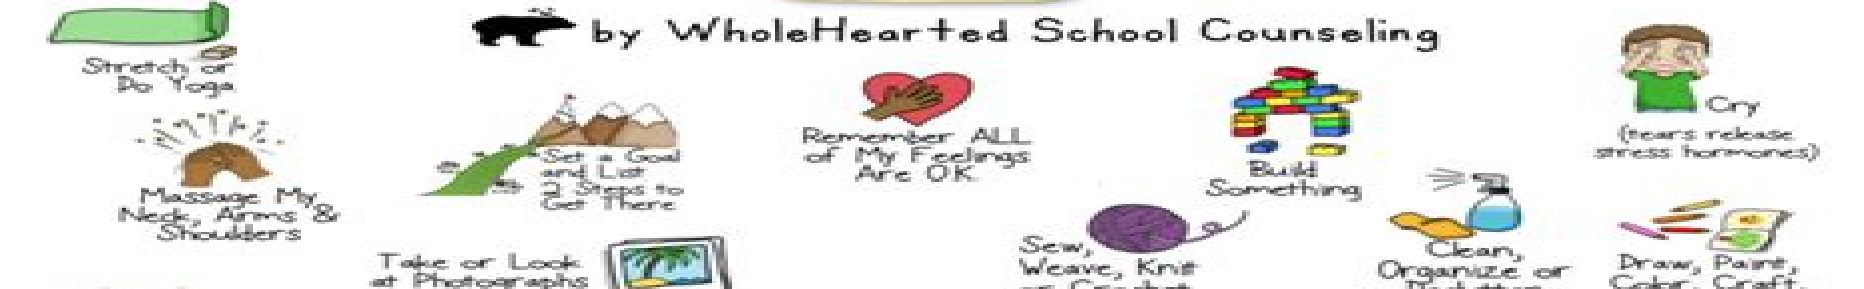 by WholeHearted School Counseling
Stretch or
Do Yoga
Cry
(tears release
stress hormones)
Remember ALL
of My Feelings
Are OK
Set a Goal
and List
2 Steps to
Get There
Build
Something
Massage My
Neck, Arms &
Shoulders
Sew,
Weave, Knit
or Crochet
Clean,
Organize or
Take or Look
at Photographs
Draw, Paint,
Color, Craft,